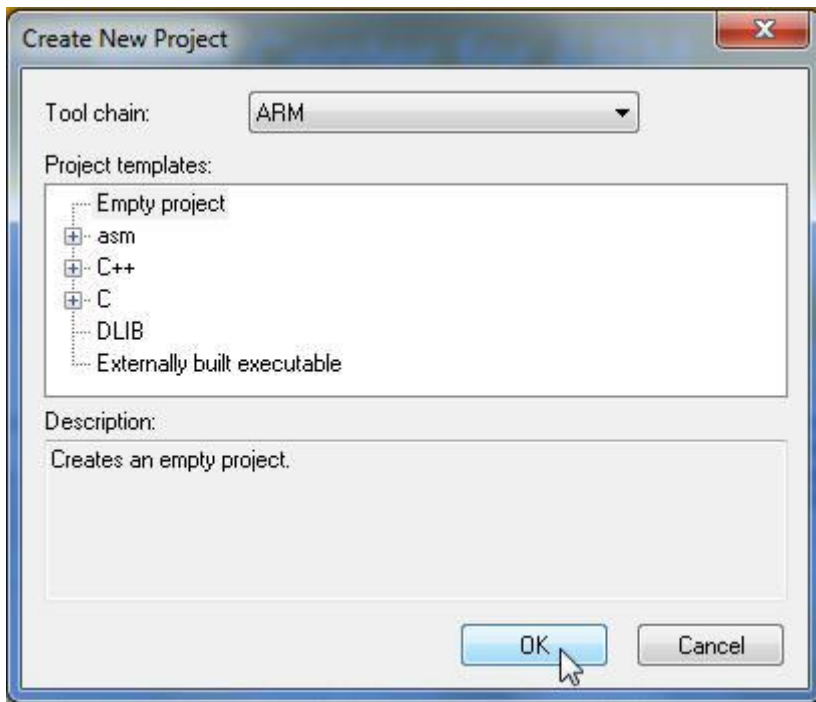 Create New Project
Tool chain: ARM
Project templates:
Empty project
asm
C++
C
DLIB
Externally built executable
Description:
Creates an empty project.
OK Cancel